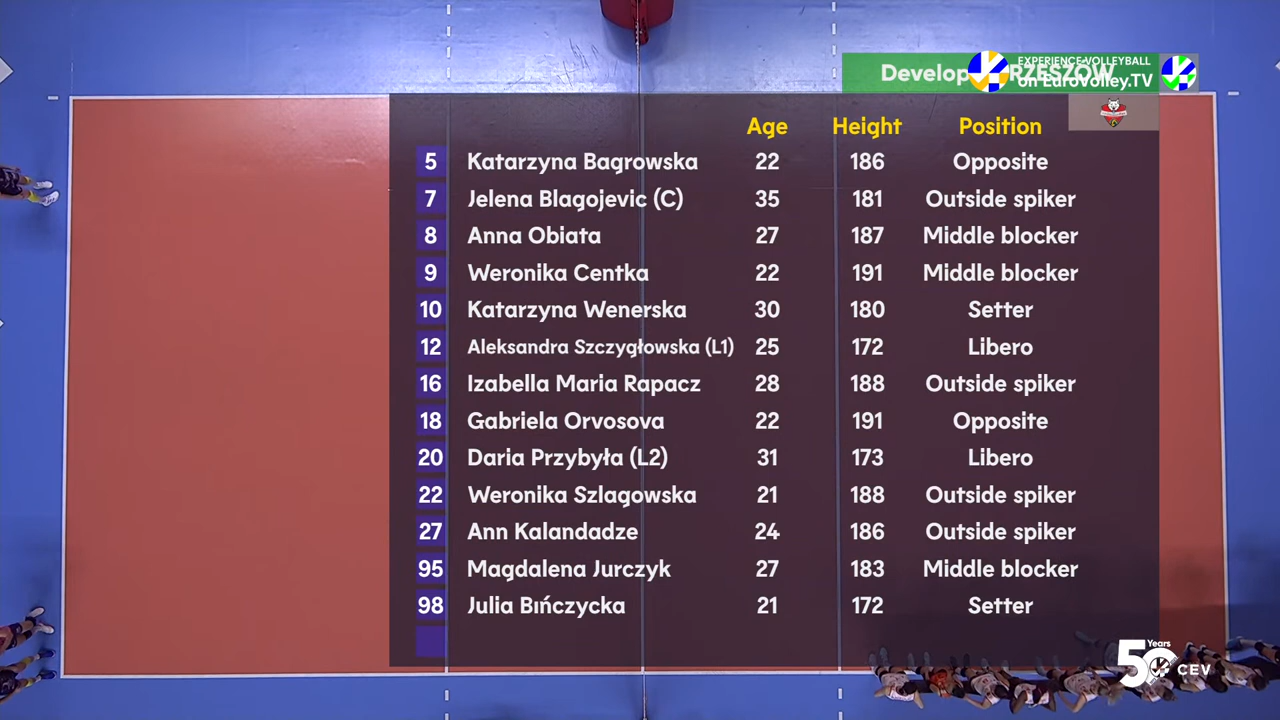 Develop RZESZÓW
EXPERIENCE VOLLEYBALL
on EuroVolley.TV
Age Height Position
5 Katarzyna Bagrowska 22 186 Opposite
7 Jelena Blagojevic (C) 35 181 Outside spiker
8 Anna Obiata 27 187 Middle blocker
9 Weronika Centka 22 191 Middle blocker
10 Katarzyna Wenerska 30 180 Setter
12 Aleksandra Szczygłowska (L1) 25 172 Libero
16 Izabella Maria Rapacz 28 188 Outside spiker
18 Gabriela Orvosova 22 191 Opposite
20 Daria Przybyła (L2) 31 173 Libero
22 Weronika Szlagowska 21 188 Outside spiker
27 Ann Kalandadze 24 186 Outside spiker
95 Magdalena Jurczyk 27 183 Middle blocker
98 Julia Bińczycka 21 172 Setter
50 Years CEV